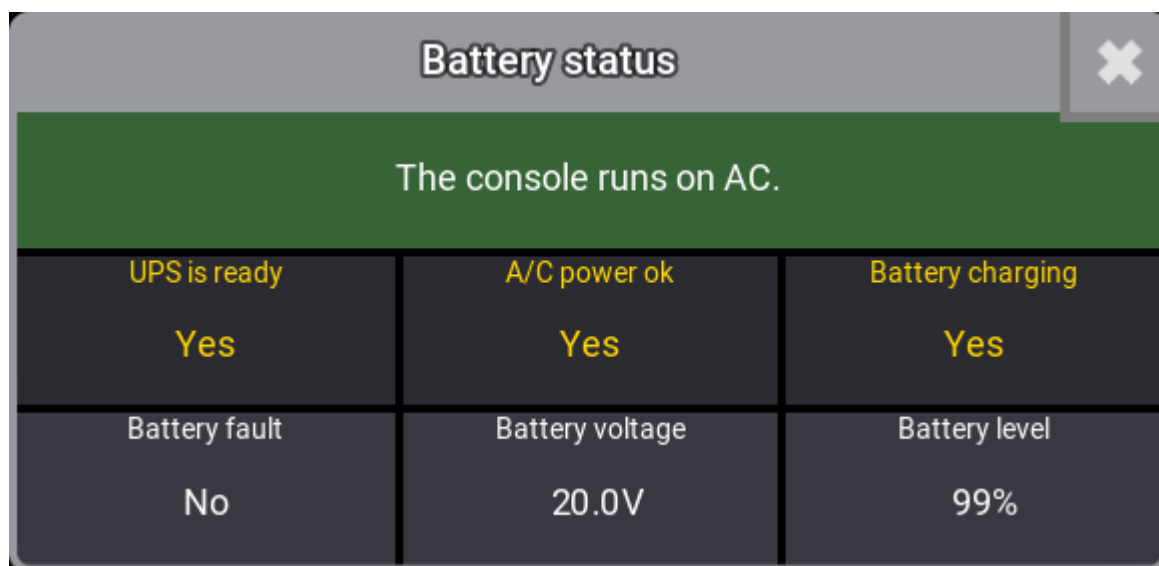 Battery status
The console runs on AC.
UPS is ready
A/C power ok
Battery charging
Yes
Yes
Yes
Battery fault
Battery voltage
Battery level
No
20.0V
99%